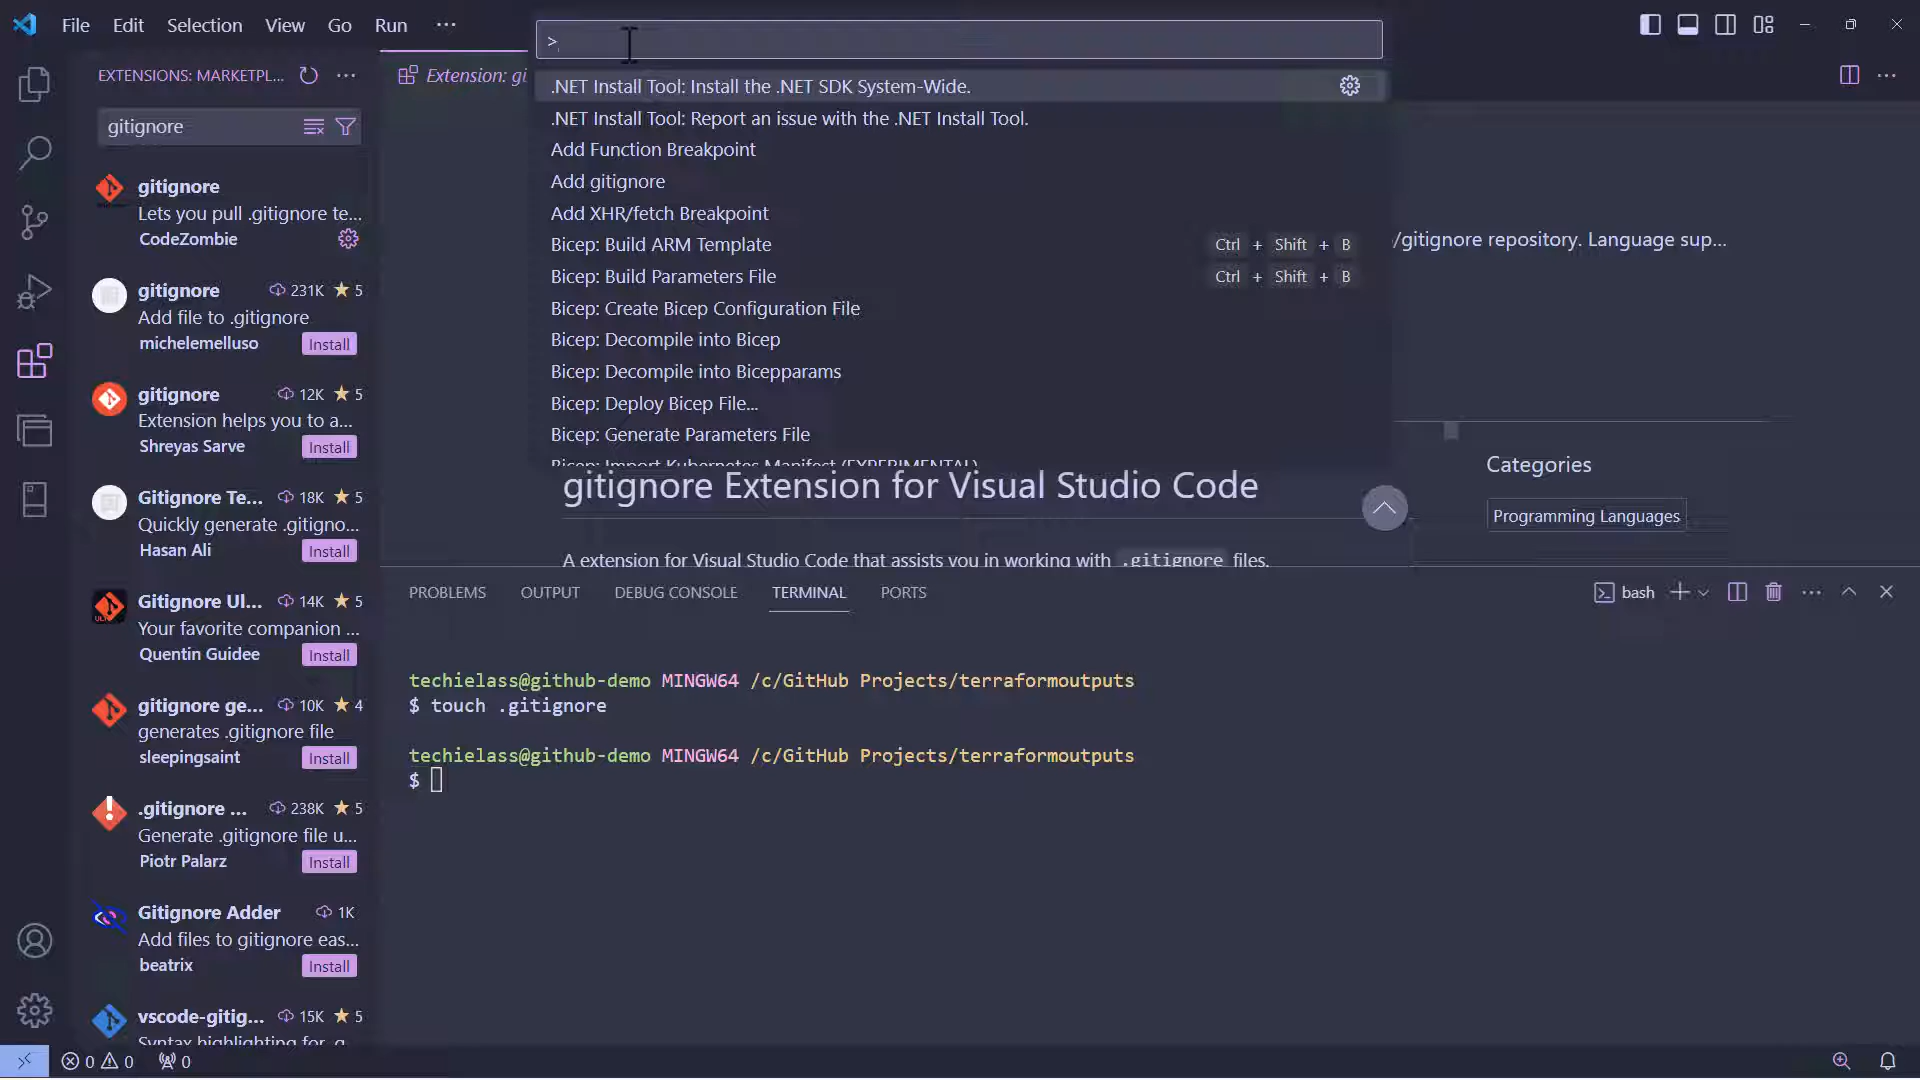 File Edit Selection View Go Run ...
>
EXTENSIONS: MARKETPL...
Extension: gi
gitignore
.NET Install Tool: Install the .NET SDK System-Wide.
.NET Install Tool: Report an issue with the .NET Install Tool.
Add Function Breakpoint
Add gitignore
Add XHR/fetch Breakpoint
Bicep: Build ARM Template Ctrl + Shift + B
Bicep: Build Parameters File Ctrl + Shift + B
Bicep: Create Bicep Configuration File
Bicep: Decompile into Bicep
Bicep: Decompile into Bicepparams
Bicep: Deploy Bicep File...
Bicep: Generate Parameters File
Bicep: Import Kubernetes Manifest (EXPERIMENTAL)
/gitignore repository. Language sup...
gitignore
Lets you pull .gitignore te...
CodeZombie
gitignore 231K ★ 5
Add file to .gitignore
michelemelluso Install
gitignore 12K ★ 5
Extension helps you to a...
Shreyas Sarve Install
Gitignore Te... 18K ★ 5
Quickly generate .gitigno...
Hasan Ali Install
Gitignore Ul... 14K ★ 5
Your favorite companion ...
Quentin Guidee Install
gitignore ge... 10K ★ 4
generates .gitignore file
sleepingsaint Install
.gitignore ... 238K ★ 5
Generate .gitignore file u...
Piotr Palarz Install
Gitignore Adder 1K
Add files to gitignore eas...
beatrix Install
vscode-gitig... 15K ★ 5
Syntax highlighting for .g
gitignore Extension for Visual Studio Code
A extension for Visual Studio Code that assists you in working with .gitignore files.
Categories
Programming Languages
PROBLEMS OUTPUT DEBUG CONSOLE TERMINAL PORTS
bash
techielass@github-demo MINGW64 /c/GitHub Projects/terraformoutputs
$ touch .gitignore
techielass@github-demo MINGW64 /c/GitHub Projects/terraformoutputs
$
0 0 0